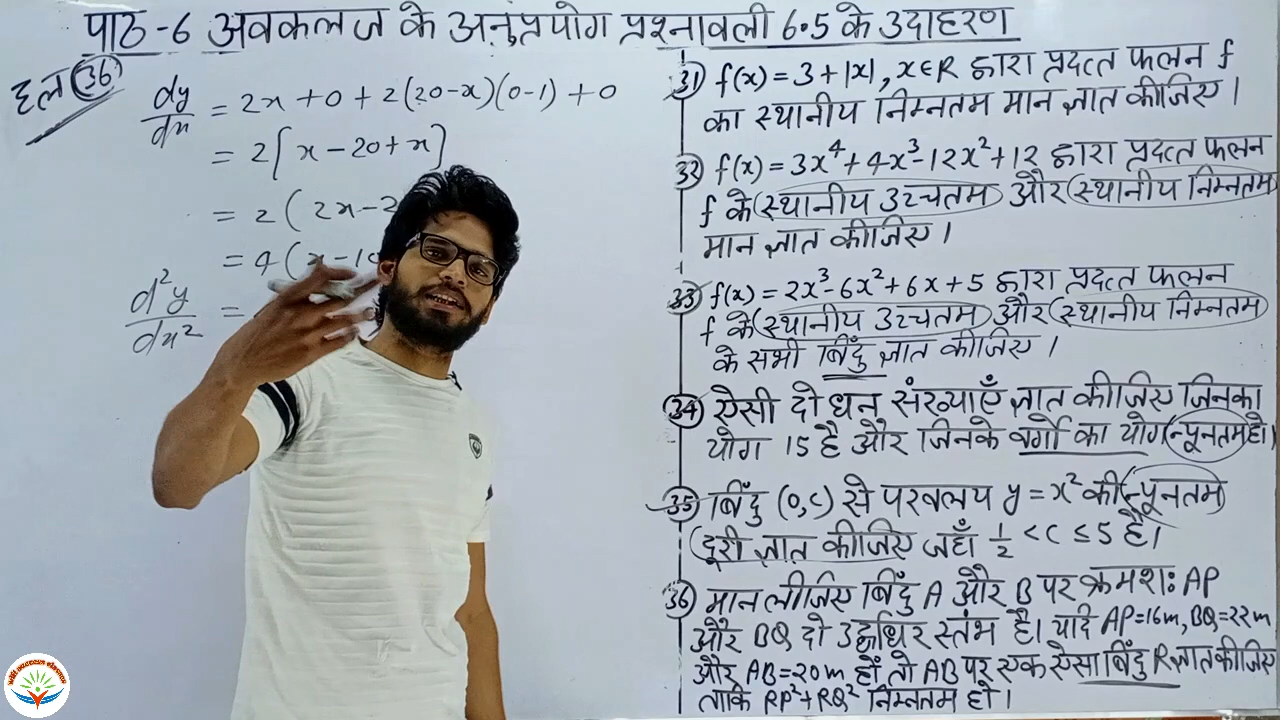 पाठ-6 अवकलज के अनुप्रयोग प्रश्नावली 6.5 के उदाहरण
हल (36)
dy/dx = 2x + 0 + 2(20-x)(0-1) + 0
= 2[x - 20 + x]
= 2(2x - 2
= 4(x - 10
d²y/dx² =
31) f(x) = 3 + |x|, x∈R द्वारा प्रदत्त फलन f
का स्थानीय निम्नतम मान ज्ञात कीजिए।
32) f(x) = 3x⁴ + 4x³ - 12x² + 12 द्वारा प्रदत्त फलन
f के (स्थानीय उच्चतम) और (स्थानीय निम्नतम
मान ज्ञात कीजिए।
33) f(x) = 2x³ - 6x² + 6x + 5 द्वारा प्रदत्त फलन
f के (स्थानीय उच्चतम) और (स्थानीय निम्नतम)
के सभी बिंदु ज्ञात कीजिए।
34) ऐसी दो धन संख्याएँ ज्ञात कीजिए जिनका
योग 15 है और जिनके वर्गों का योग (न्यूनतम हो।
35) बिंदु (0,c) से परवलय y = x² की (न्यूनतम)
(दूरी ज्ञात कीजिए जहाँ 1/2 < c ≤ 5 है।
36) मान लीजिए बिंदु A और B पर क्रमश: AP
और BQ दो उर्द्धाधर स्तंभ है। यदि AP=16m, BQ=22m
और AB=20m हों तो AB पर एक ऐसा बिंदु R ज्ञात कीजिए
ताकि RP²+RQ² निम्नतम हो।